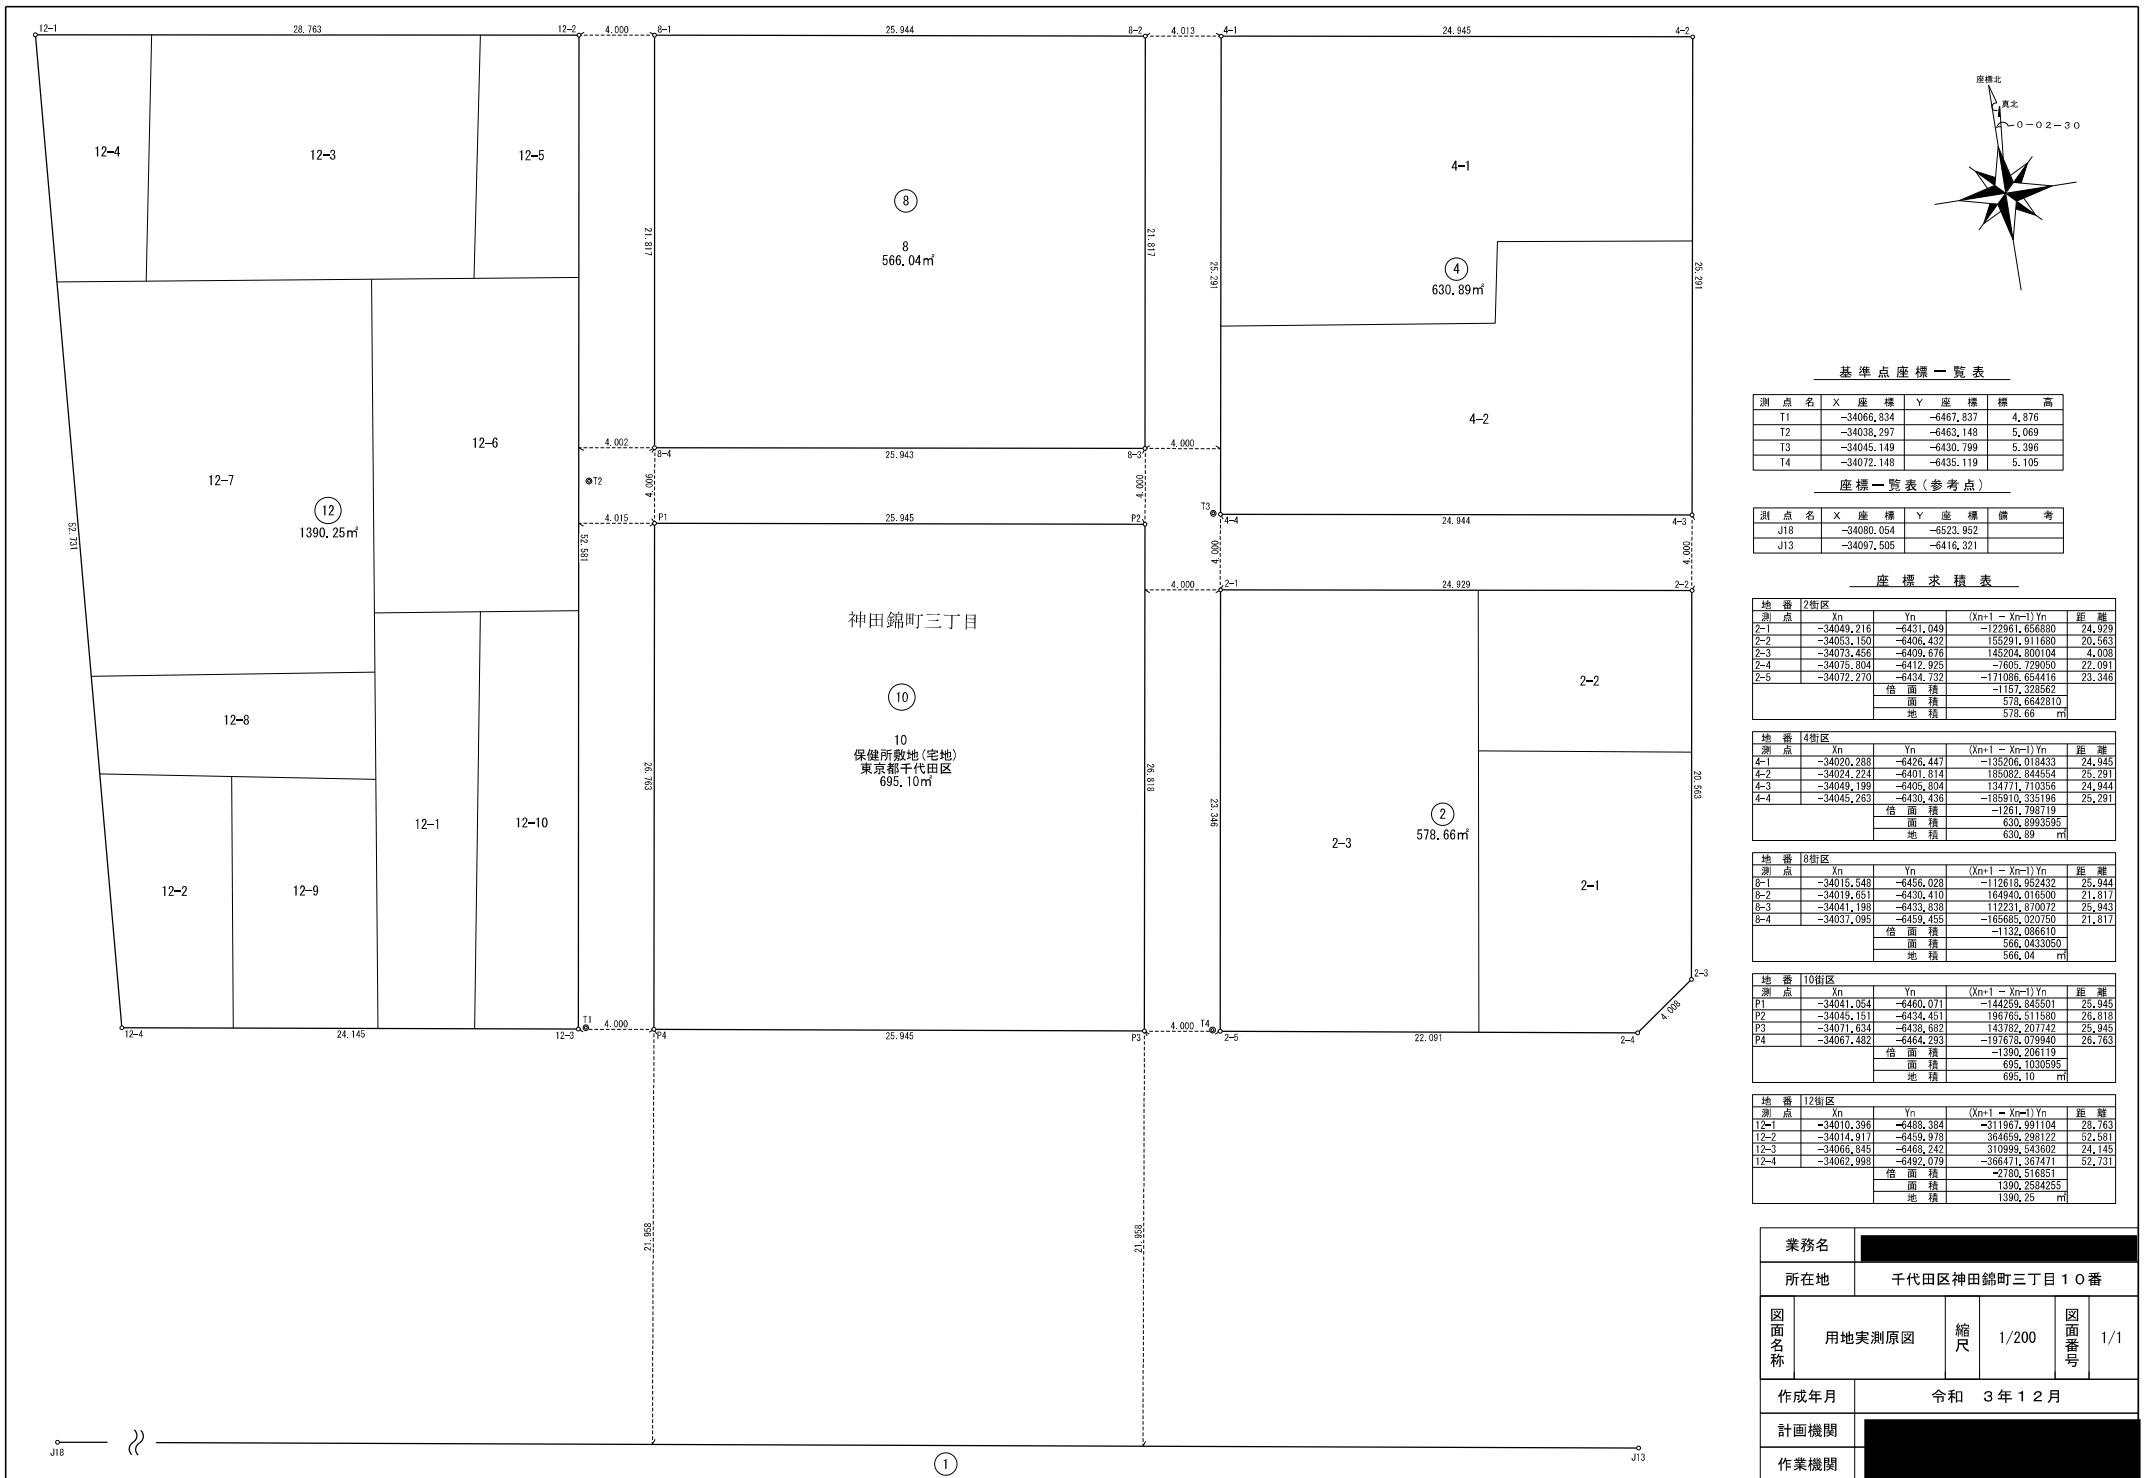 12-1
28.763
12-2
4.000
8-1
25.944
8-2
4.013
4-1
24.945
4-2
12-4
12-3
12-5
8
8
566.04㎡
21.817
21.817
4-1
4
630.89㎡
25.291
25.291
4-2
12-6
12-7
12
1390.25㎡
52.731
52.581
4.002
8-4
25.943
8-3
4.000
T2
4.006
4.000
4.015
P1
25.945
P2
T3
4-4
24.944
4-3
4.000
4.000
4.000
2-1
24.929
2-2
神田錦町三丁目
10
10
保健所敷地(宅地)
東京都千代田区
695.10㎡
26.763
26.818
12-8
12-1
12-10
12-2
12-9
2-2
2
578.66㎡
2-3
2-1
23.346
20.563
2-3
4.008
12-4
24.145
12-3
T1
4.000
P4
25.945
P3
4.000
T4
2-5
22.091
2-4
21.958
21.958
J18
1
J13
座標北
真北
-0-02-30
基準点座標一覧表
測点名 X座標 Y座標 標高
T1 -34066.834 -6467.837 4.876
T2 -34038.297 -6463.148 5.069
T3 -34045.149 -6430.799 5.396
T4 -34072.148 -6435.119 5.105
座標一覧表(参考点)
測点名 X座標 Y座標 備考
J18 -34080.054 -6523.952
J13 -34097.505 -6416.321
座標求積表
地番 2街区
測点 Xn Yn (Xn+1 - Xn-1)Yn 距離
2-1 -34049.216 -6431.049 -122961.656880 24.929
2-2 -34053.150 -6406.432 155291.911680 20.563
2-3 -34073.456 -6409.676 145204.800104 4.008
2-4 -34075.804 -6412.925 -7605.729050 22.091
2-5 -34072.270 -6434.732 -171086.654416 23.346
倍面積 -1157.328562
面積 578.6642810
地積 578.66 ㎡
地番 4街区
測点 Xn Yn (Xn+1 - Xn-1)Yn 距離
4-1 -34020.288 -6426.447 -135206.018433 24.945
4-2 -34024.224 -6401.814 185082.844554 25.291
4-3 -34049.199 -6405.804 134771.710356 24.944
4-4 -34045.263 -6430.436 -185910.335196 25.291
倍面積 -1261.798719
面積 630.8993595
地積 630.89 ㎡
地番 8街区
測点 Xn Yn (Xn+1 - Xn-1)Yn 距離
8-1 -34015.548 -6456.028 -112618.952432 25.944
8-2 -34019.651 -6430.410 164940.016500 21.817
8-3 -34041.198 -6433.838 112231.870072 25.943
8-4 -34037.095 -6459.455 -165685.020750 21.817
倍面積 -1132.086610
面積 566.0433050
地積 566.04 ㎡
地番 10街区
測点 Xn Yn (Xn+1 - Xn-1)Yn 距離
P1 -34041.054 -6460.071 -144259.845501 25.945
P2 -34045.151 -6434.451 196765.511580 26.818
P3 -34071.634 -6438.682 143782.207742 25.945
P4 -34067.482 -6464.293 -197678.079940 26.763
倍面積 -1390.206119
面積 695.1030595
地積 695.10 ㎡
地番 12街区
測点 Xn Yn (Xn+1 - Xn-1)Yn 距離
12-1 -34010.396 -6488.384 -311967.991104 28.763
12-2 -34014.917 -6459.978 364659.298122 52.581
12-3 -34066.845 -6468.242 310999.543602 24.145
12-4 -34062.998 -6492.079 -366471.367471 52.731
倍面積 -2780.516851
面積 1390.2584255
地積 1390.25 ㎡
業務名
所在地 千代田区神田錦町三丁目10番
図面名称 用地実測原図 縮尺 1/200 図面番号 1/1
作成年月 令和 3年12月
計画機関
作業機関